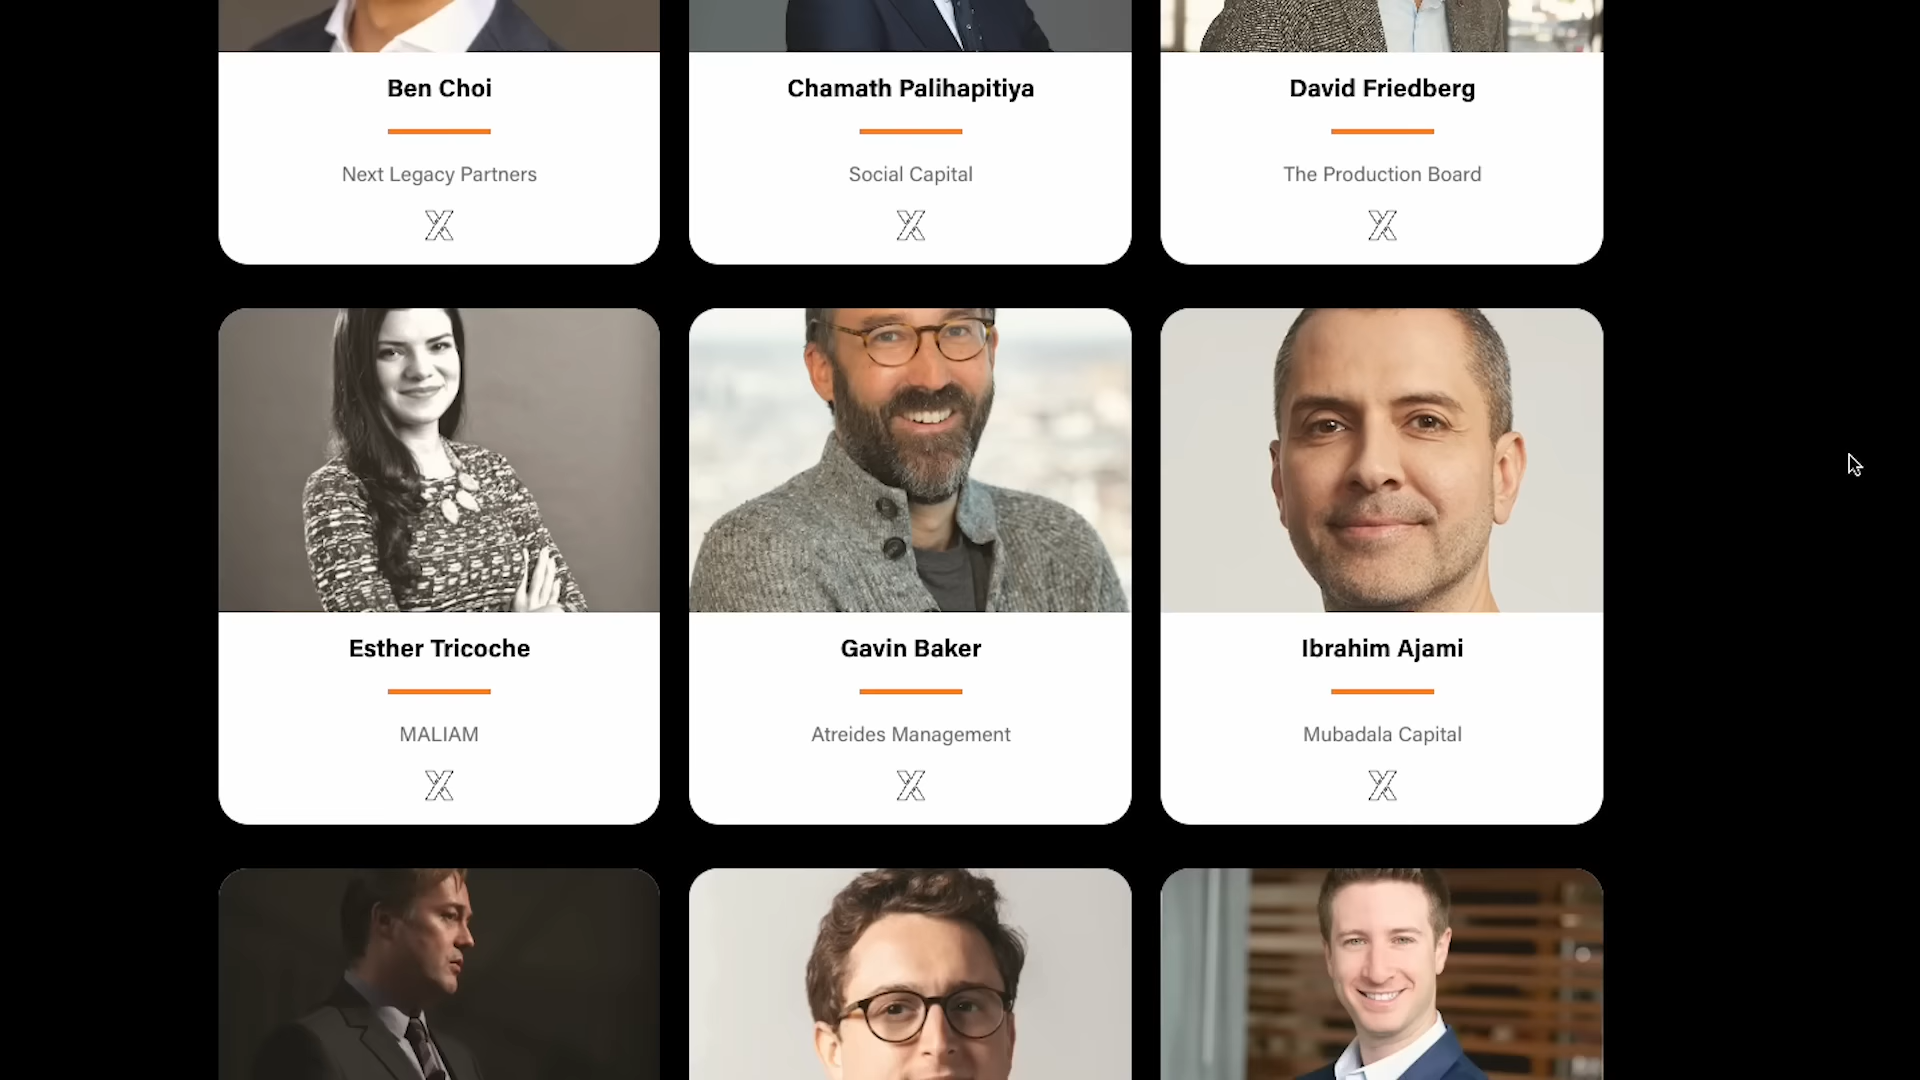 Ben Choi
Next Legacy Partners
Chamath Palihapitiya
Social Capital
David Friedberg
The Production Board
Esther Tricoche
MALIAM
Gavin Baker
Atreides Management
Ibrahim Ajami
Mubadala Capital